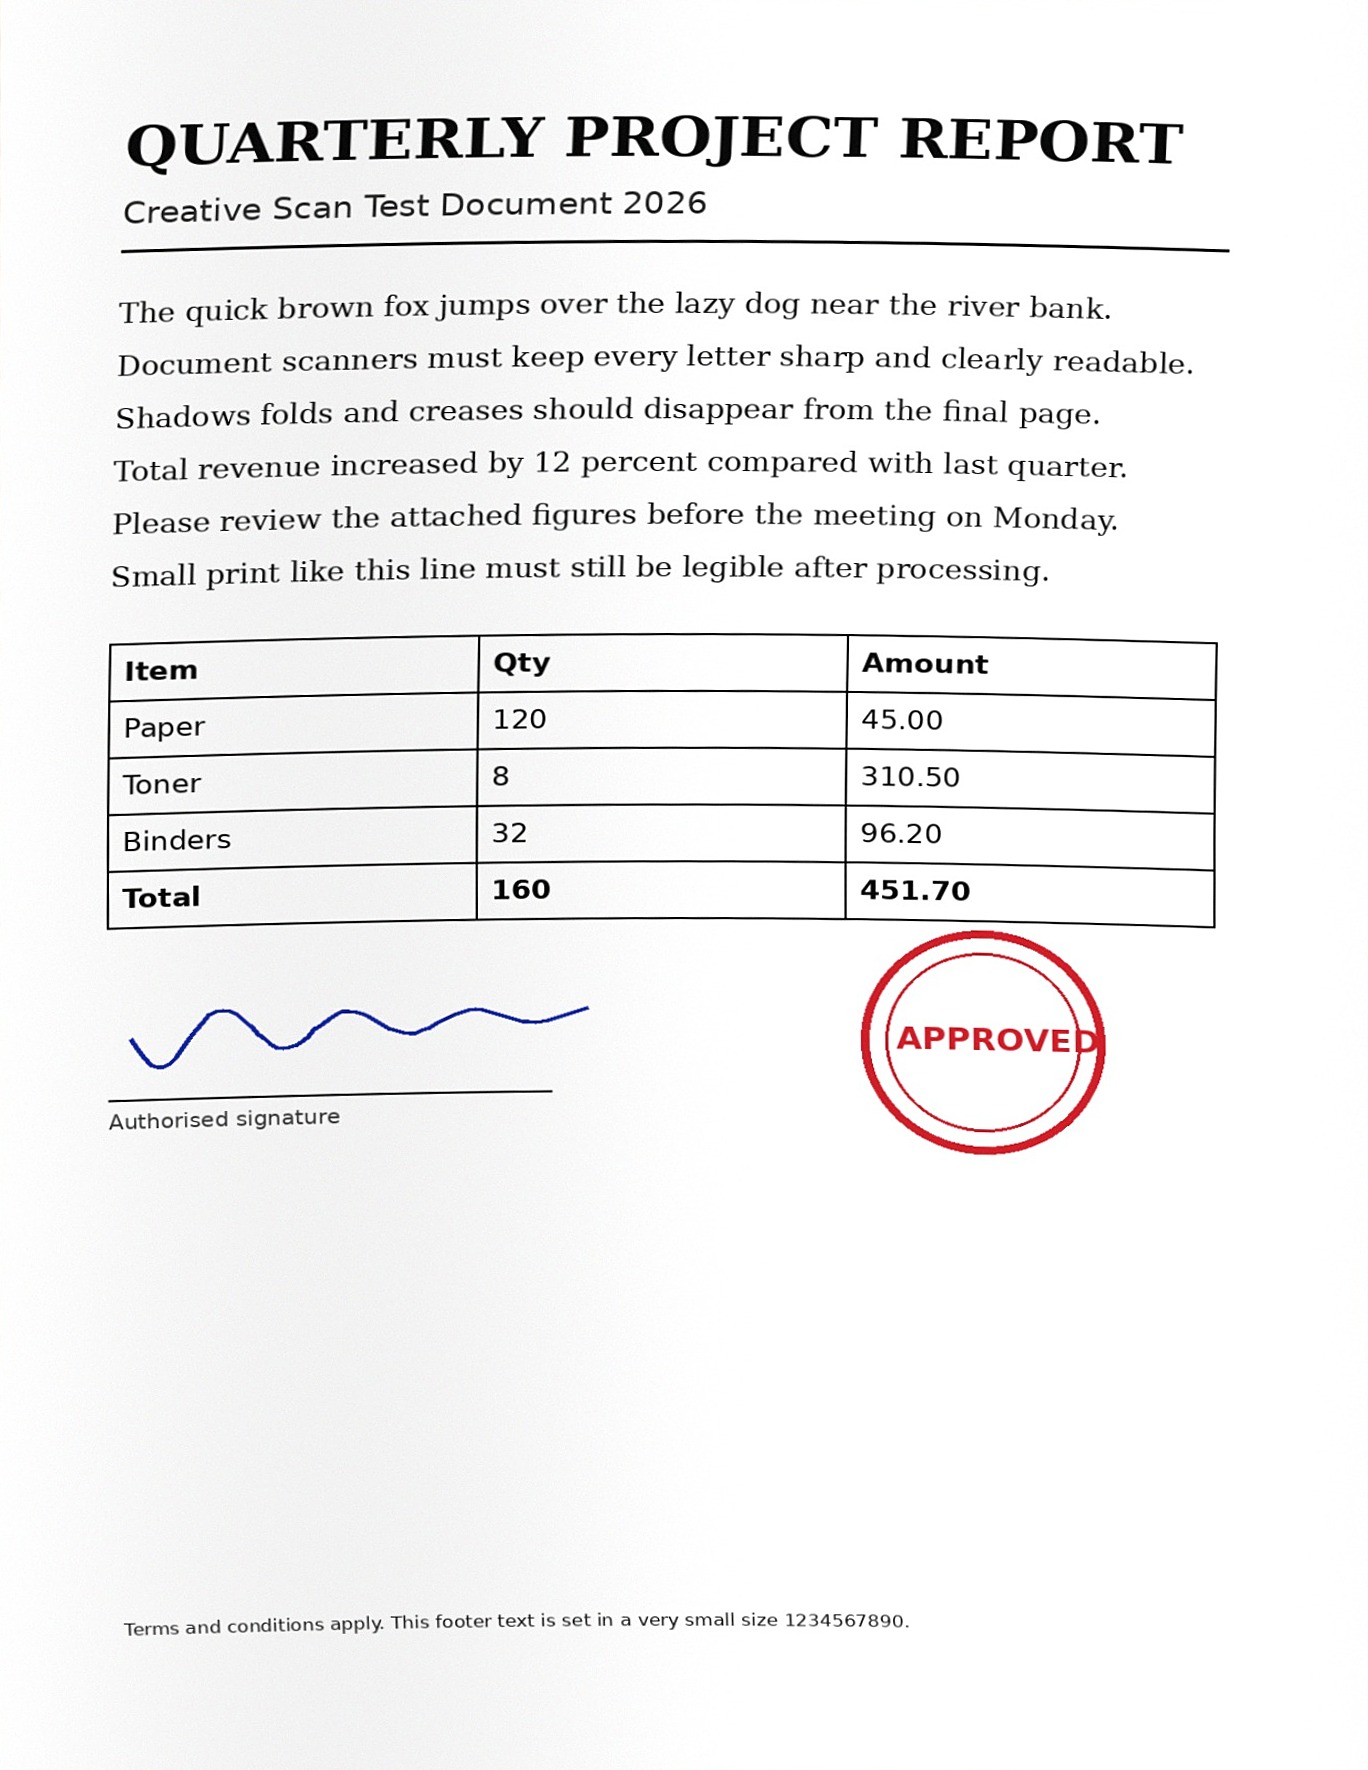 QUARTERLY PROJECT REPORT
Creative Scan Test Document 2026
The quick brown fox jumps over the lazy dog near the river bank.
Document scanners must keep every letter sharp and clearly readable.
Shadows folds and creases should disappear from the final page.
Total revenue increased by 12 percent compared with last quarter.
Please review the attached figures before the meeting on Monday.
Small print like this line must still be legible after processing.
Item Qty Amount
Paper 120 45.00
Toner 8 310.50
Binders 32 96.20
Total 160 451.70
APPROVED
Authorised signature
Terms and conditions apply. This footer text is set in a very small size 1234567890.